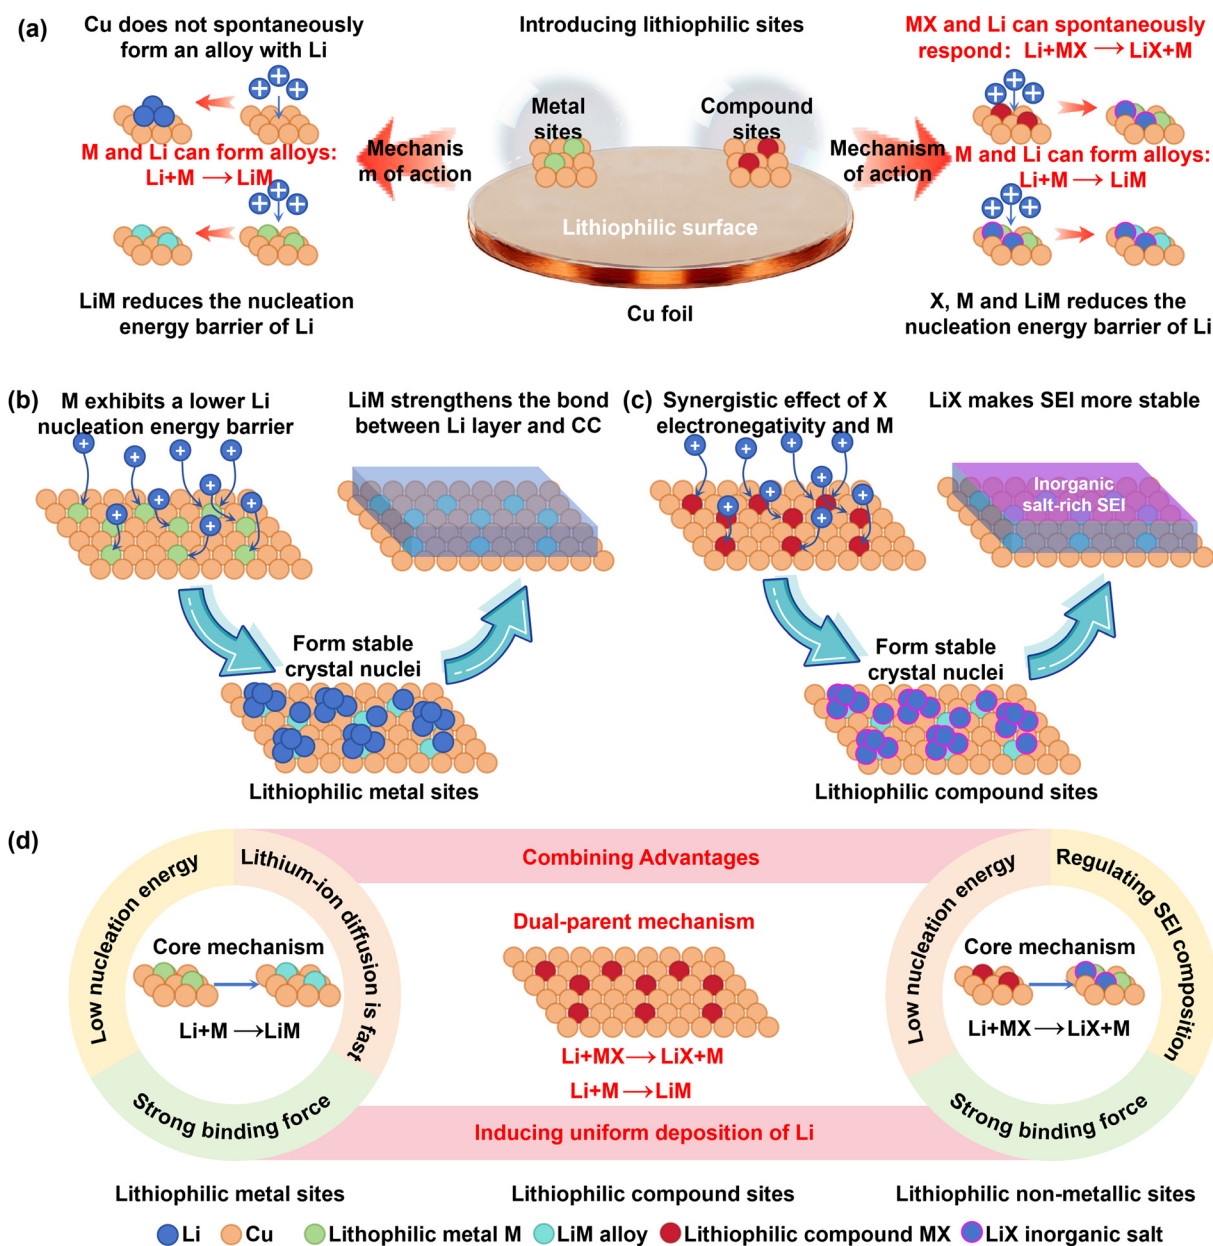 (a)
Cu does not spontaneously
form an alloy with Li
M and Li can form alloys:
Li+M → LiM
LiM reduces the nucleation
energy barrier of Li
Introducing lithiophilic sites
Metal
sites
Compound
sites
Mechanis
m of action
Mechanism
of action
Lithiophilic surface
Cu foil
MX and Li can spontaneously
respond: Li+MX → LiX+M
M and Li can form alloys:
Li+M → LiM
X, M and LiM reduces the
nucleation energy barrier of Li
(b)
M exhibits a lower Li
nucleation energy barrier
LiM strengthens the bond
between Li layer and CC
Form stable
crystal nuclei
Lithiophilic metal sites
(c)
Synergistic effect of X
electronegativity and M
LiX makes SEI more stable
Inorganic
salt-rich SEI
Form stable
crystal nuclei
Lithiophilic compound sites
(d)
Low nucleation energy
Lithium-ion diffusion is fast
Strong binding force
Core mechanism
Li+M → LiM
Combining Advantages
Dual-parent mechanism
Li+MX → LiX+M
Li+M → LiM
Inducing uniform deposition of Li
Low nucleation energy
Regulating SEI composition
Strong binding force
Core mechanism
Li+MX → LiX+M
Lithiophilic metal sites
Lithiophilic compound sites
Lithiophilic non-metallic sites
Li
Cu
Lithophilic metal M
LiM alloy
Lithiophilic compound MX
LiX inorganic salt